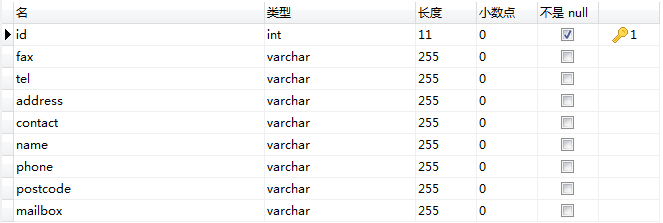 名 类型 长度 小数点 不是 null
id int 11 0 1
fax varchar 255 0
tel varchar 255 0
address varchar 255 0
contact varchar 255 0
name varchar 255 0
phone varchar 255 0
postcode varchar 255 0
mailbox varchar 255 0